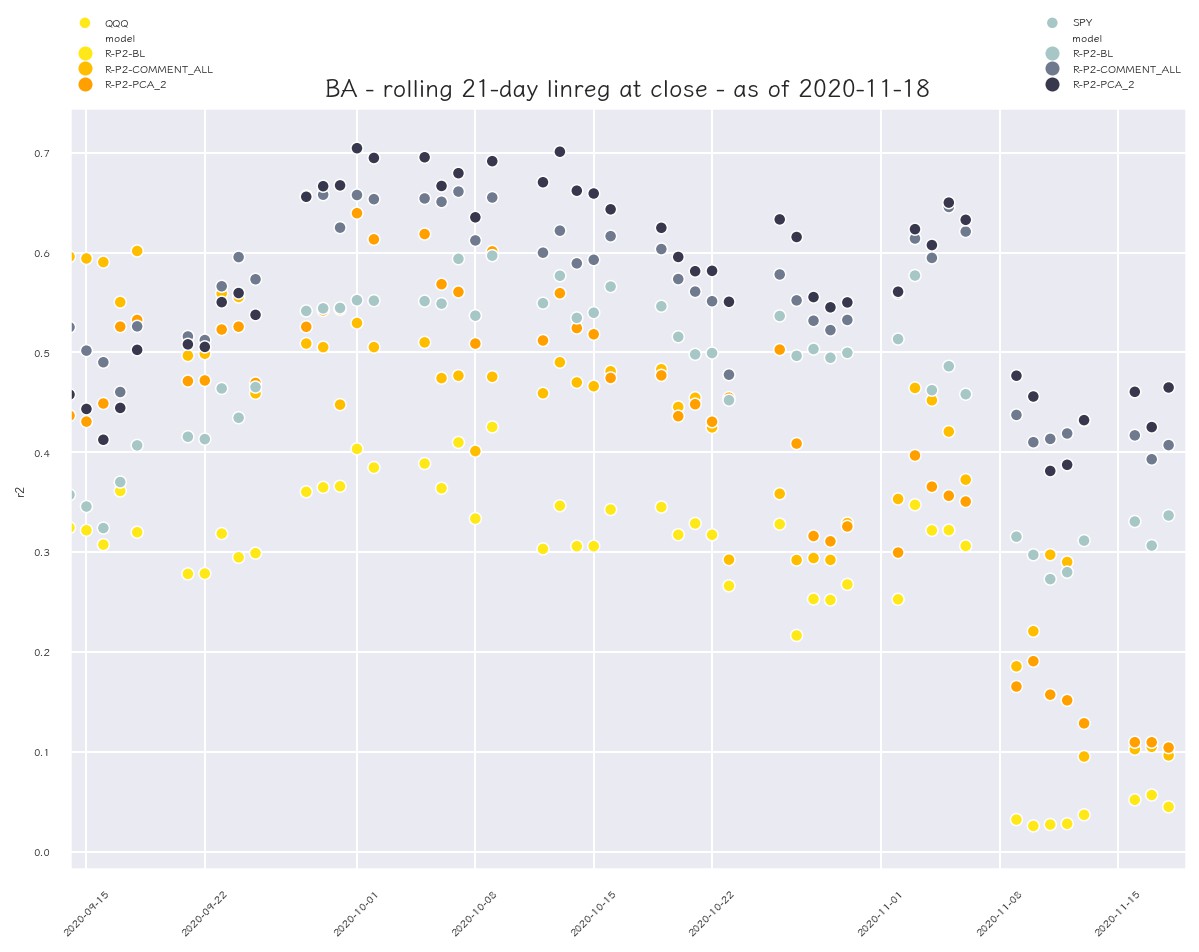 QQQ
model
R-P2-BL
R-P2-COMMENT_ALL
R-P2-PCA_2
SPY
model
R-P2-BL
R-P2-COMMENT_ALL
R-P2-PCA_2
BA - rolling 21-day linreg at close - as of 2020-11-18
0.7
0.6
0.5
0.4
r2
0.3
0.2
0.1
0.0
2020-09-15
2020-09-22
2020-10-01
2020-10-08
2020-10-15
2020-10-22
2020-11-01
2020-11-08
2020-11-15